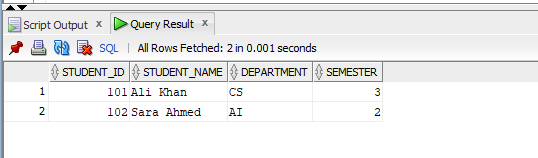 Script Output × Query Result ×
SQL | All Rows Fetched: 2 in 0.001 seconds
STUDENT_ID STUDENT_NAME DEPARTMENT SEMESTER
1 101 Ali Khan CS 3
2 102 Sara Ahmed AI 2